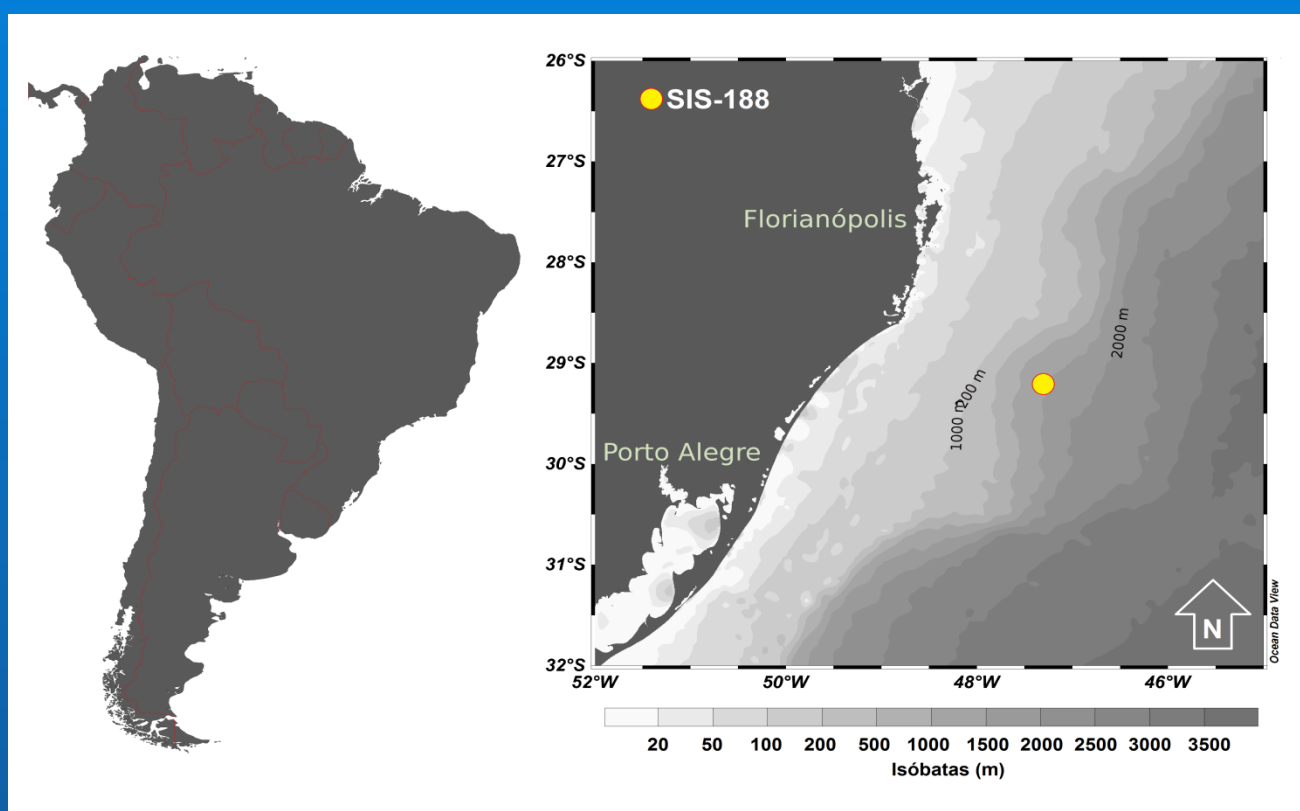 26°S
SIS-188
27°S
Florianópolis
28°S
29°S
2000 m
200 m
1000 m
Porto Alegre
30°S
31°S
N
Ocean Data View
32°S
52°W 50°W 48°W 46°W
20 50 100 200 500 1000 1500 2000 2500 3000 3500
Isóbatas (m)